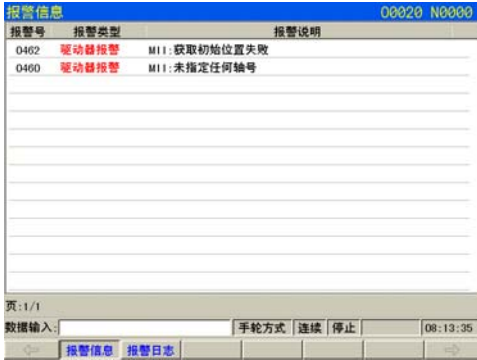 报警信息 O0020 N0000
报警号 报警类型 报警说明
0462 驱动器报警 MII:获取初始位置失败
0460 驱动器报警 MII:未指定任何轴号
页:1/1
数据输入: 手轮方式 连续 停止 08:13:35
报警信息 报警日志